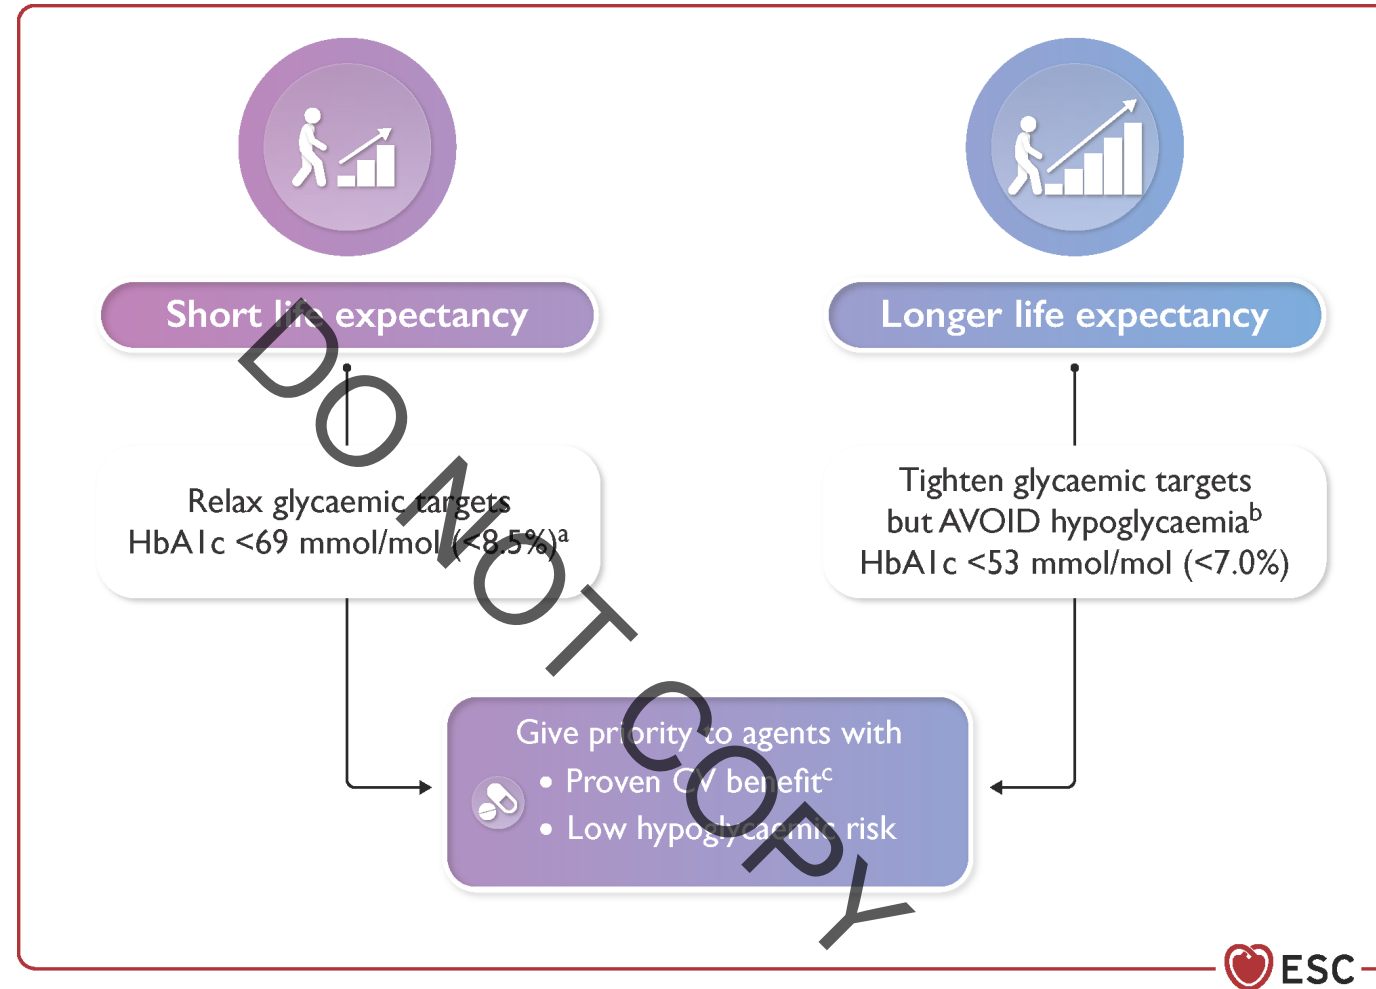 Short life expectancy
Longer life expectancy
Relax glycaemic targets
HbA1c <69 mmol/mol (<8.5%)a
Tighten glycaemic targets
but AVOID hypoglycaemiab
HbA1c <53 mmol/mol (<7.0%)
Give priority to agents with
• Proven CV benefitc
• Low hypoglycaemic risk
DO NOT COPY
ESC